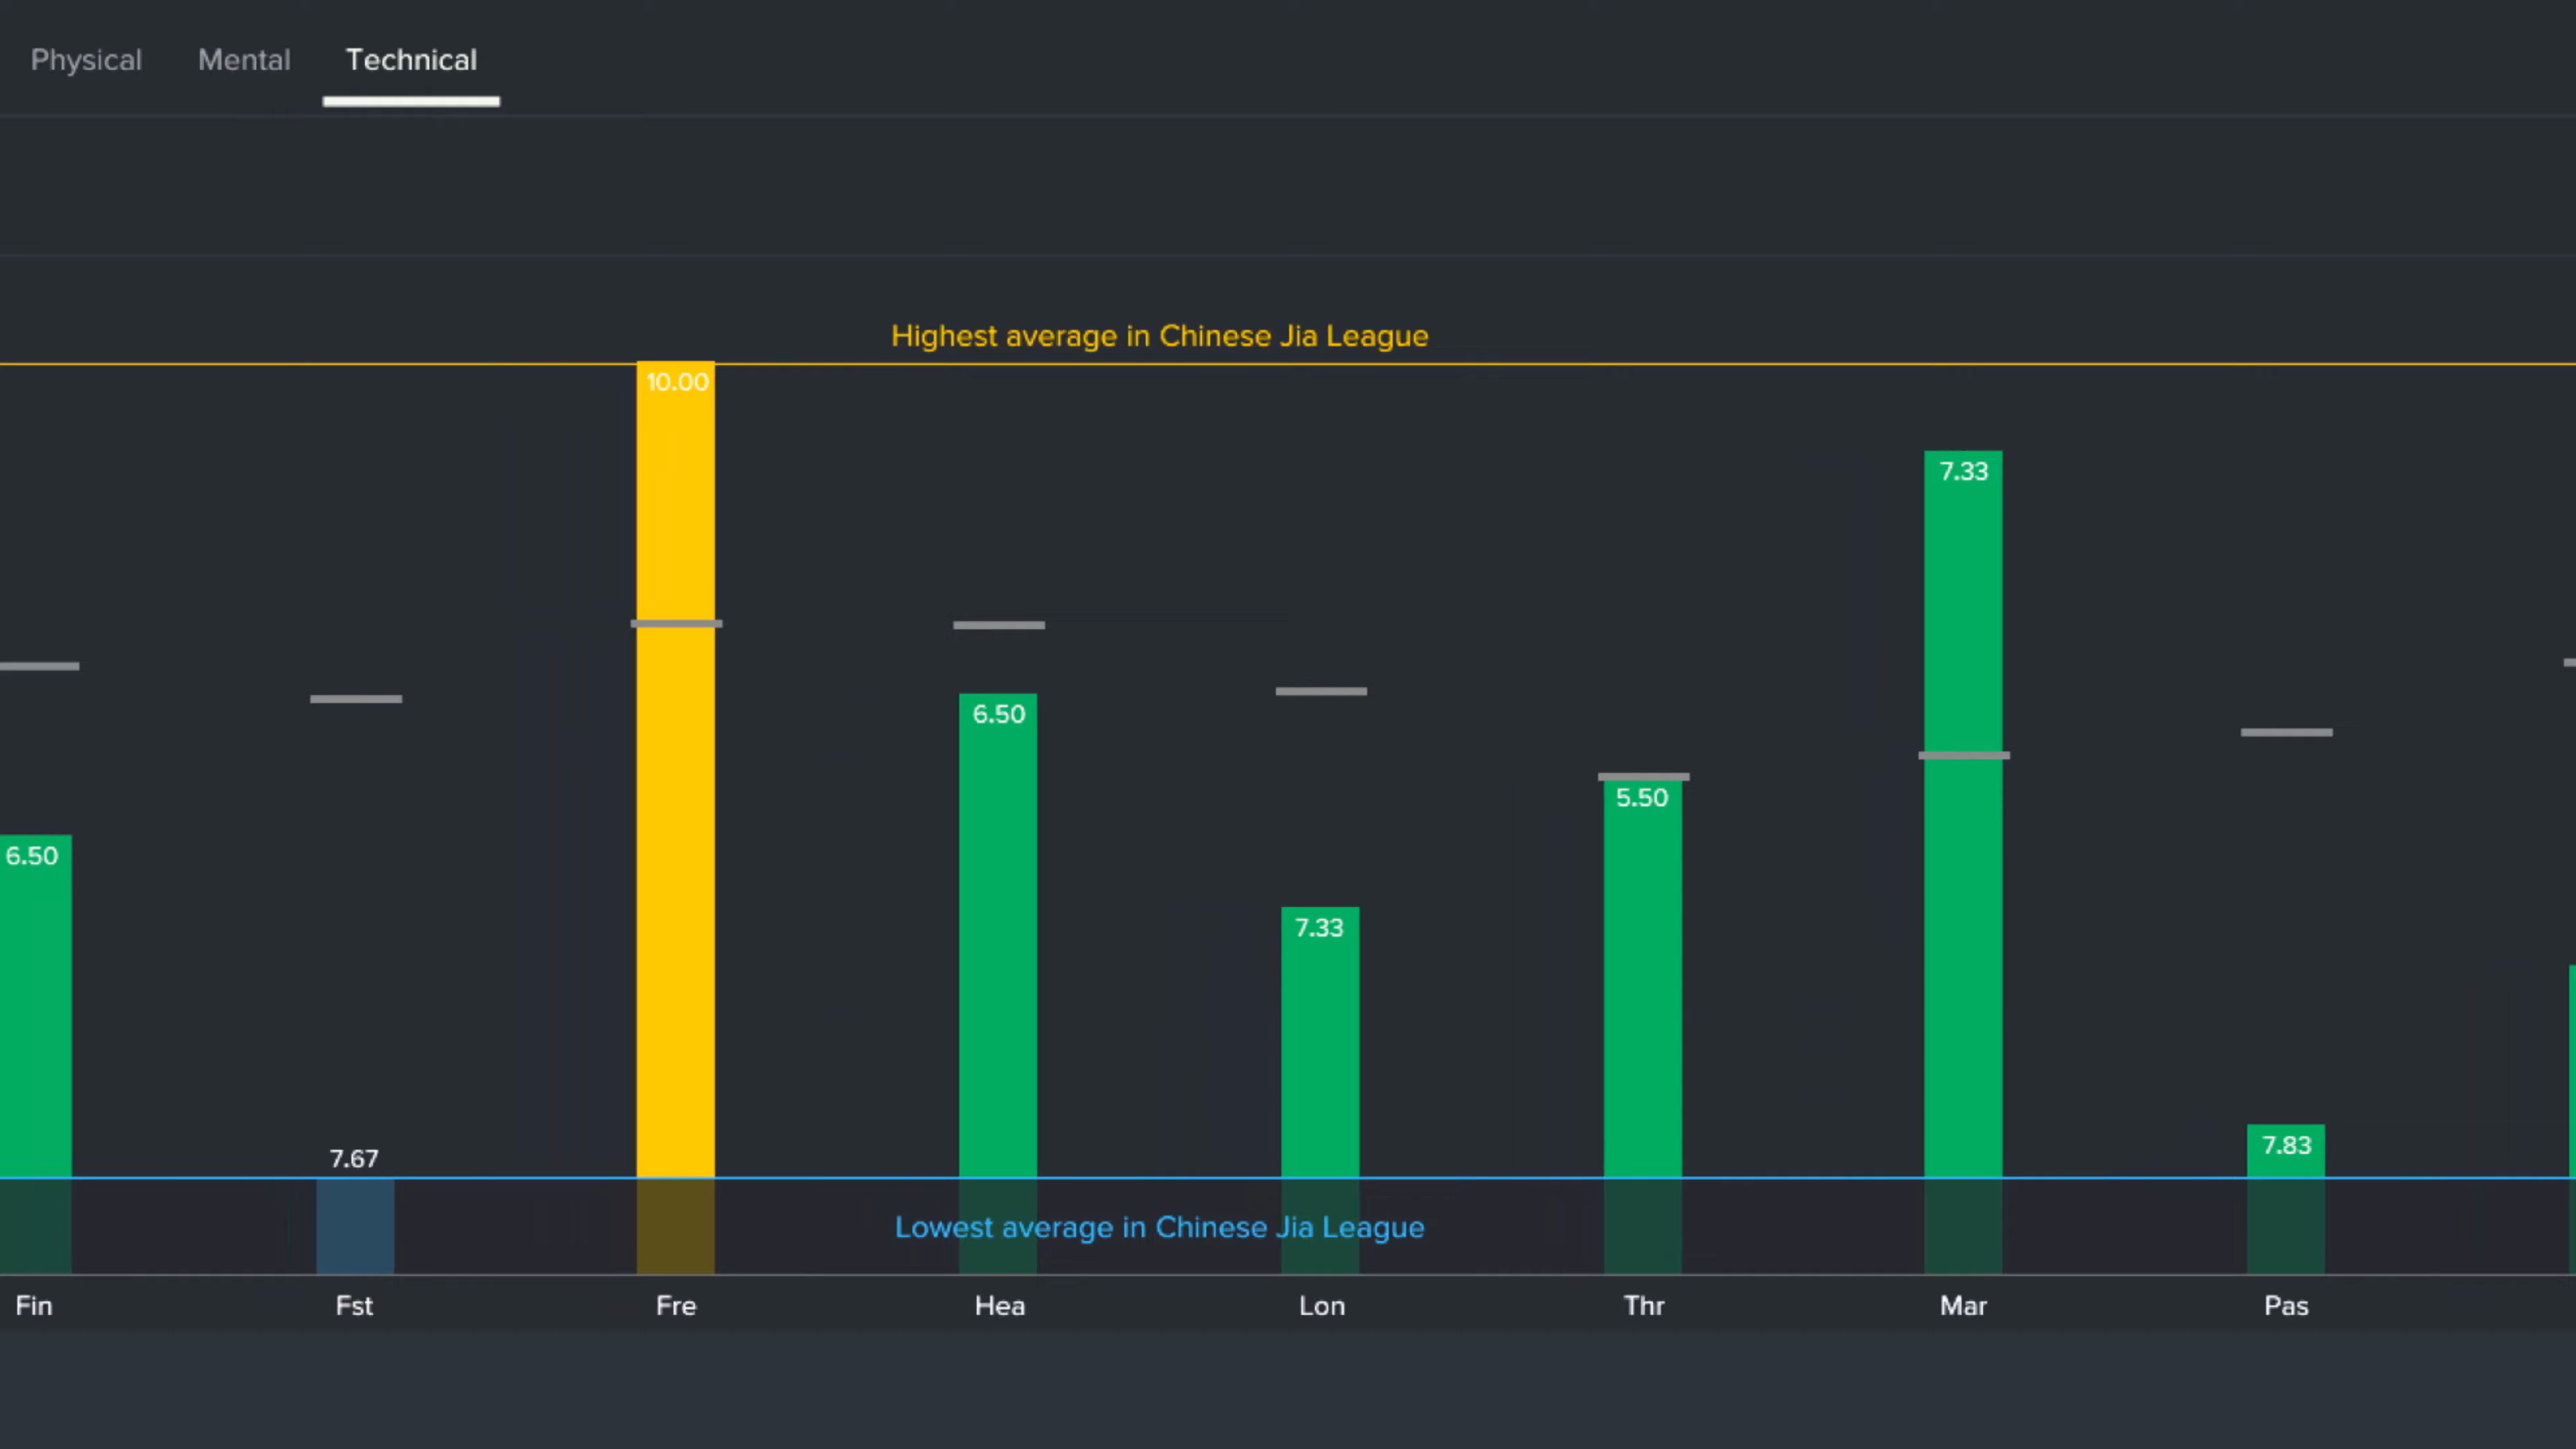 Physical Mental Technical
Highest average in Chinese Jia League
10.00
7.33
6.50
5.50
6.50
7.33
7.83
7.67
Lowest average in Chinese Jia League
Fin Fst Fre Hea Lon Thr Mar Pas